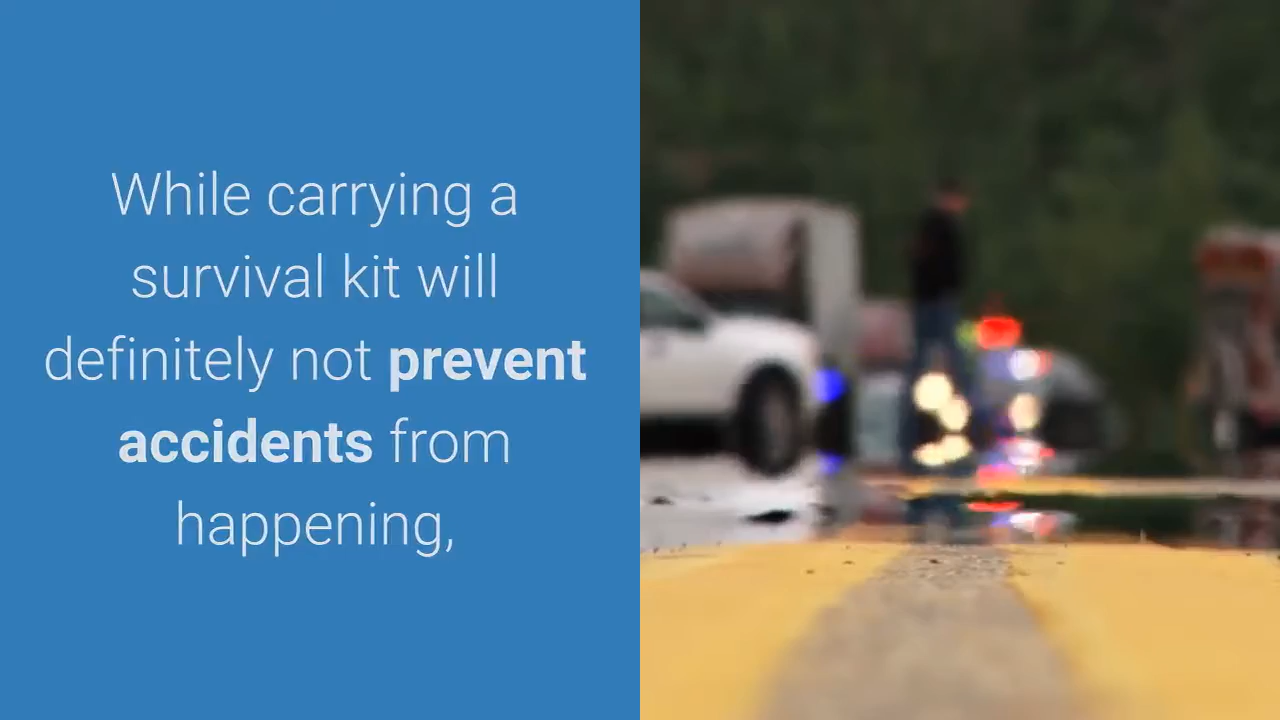 While carrying a
survival kit will
definitely not prevent
accidents from
happening,